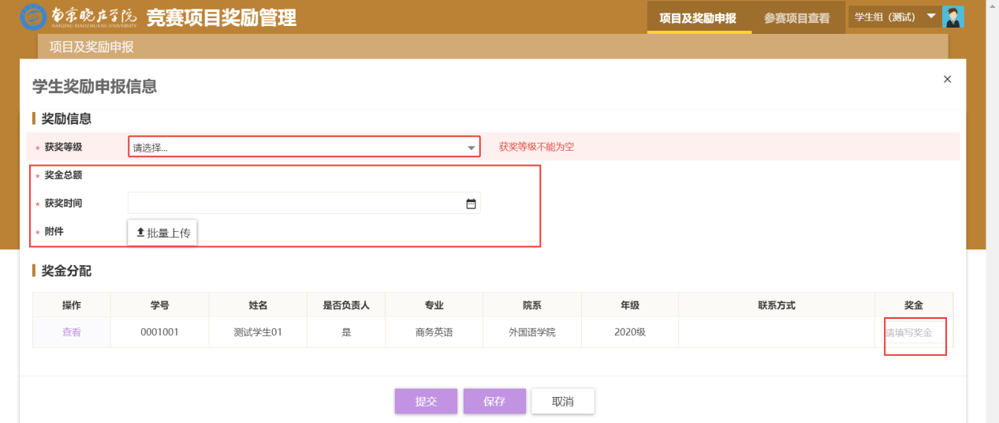 南京晓庄学院 竞赛项目奖励管理 项目及奖励申报 参赛项目查看 学生组（测试）
NANJING XIAOZHUANG UNIVERSITY
项目及奖励申报
学生奖励申报信息 ×
奖励信息
* 获奖等级 请选择... 获奖等级不能为空
* 奖金总额
* 获奖时间
* 附件 批量上传
奖金分配
操作 学号 姓名 是否负责人 专业 院系 年级 联系方式 奖金
查看 0001001 测试学生01 是 商务英语 外国语学院 2020级 请填写奖金
提交 保存 取消